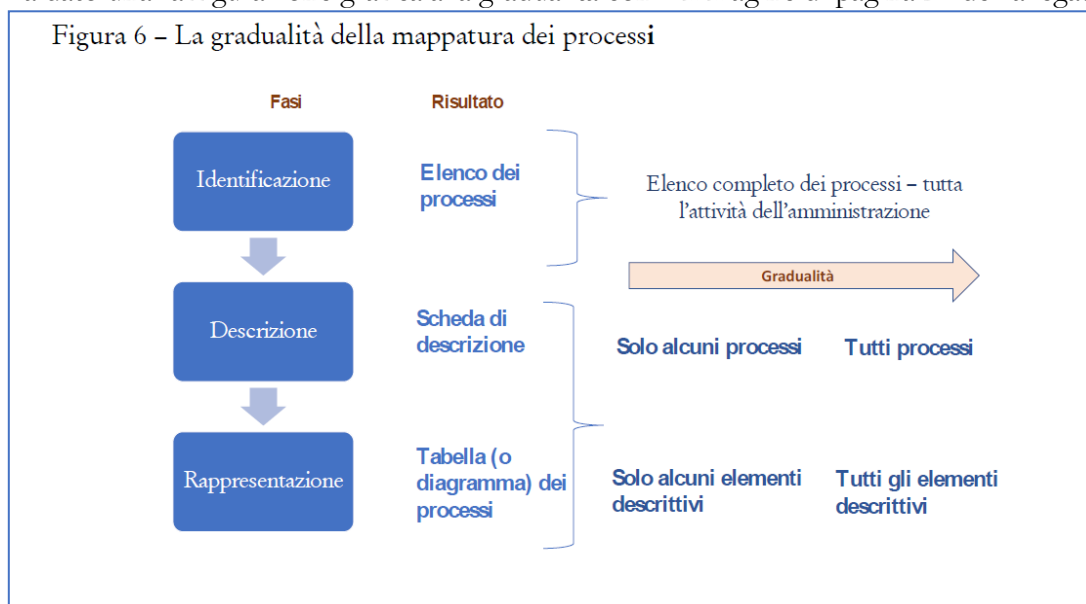 Figura 6 – La gradualità della mappatura dei processi
Fasi
Risultato
Identificazione
Elenco dei
processi
Elenco completo dei processi – tutta
l'attività dell'amministrazione
Gradualità
Descrizione
Scheda di
descrizione
Solo alcuni processi
Tutti processi
Rappresentazione
Tabella (o
diagramma) dei
processi
Solo alcuni elementi
descrittivi
Tutti gli elementi
descrittivi